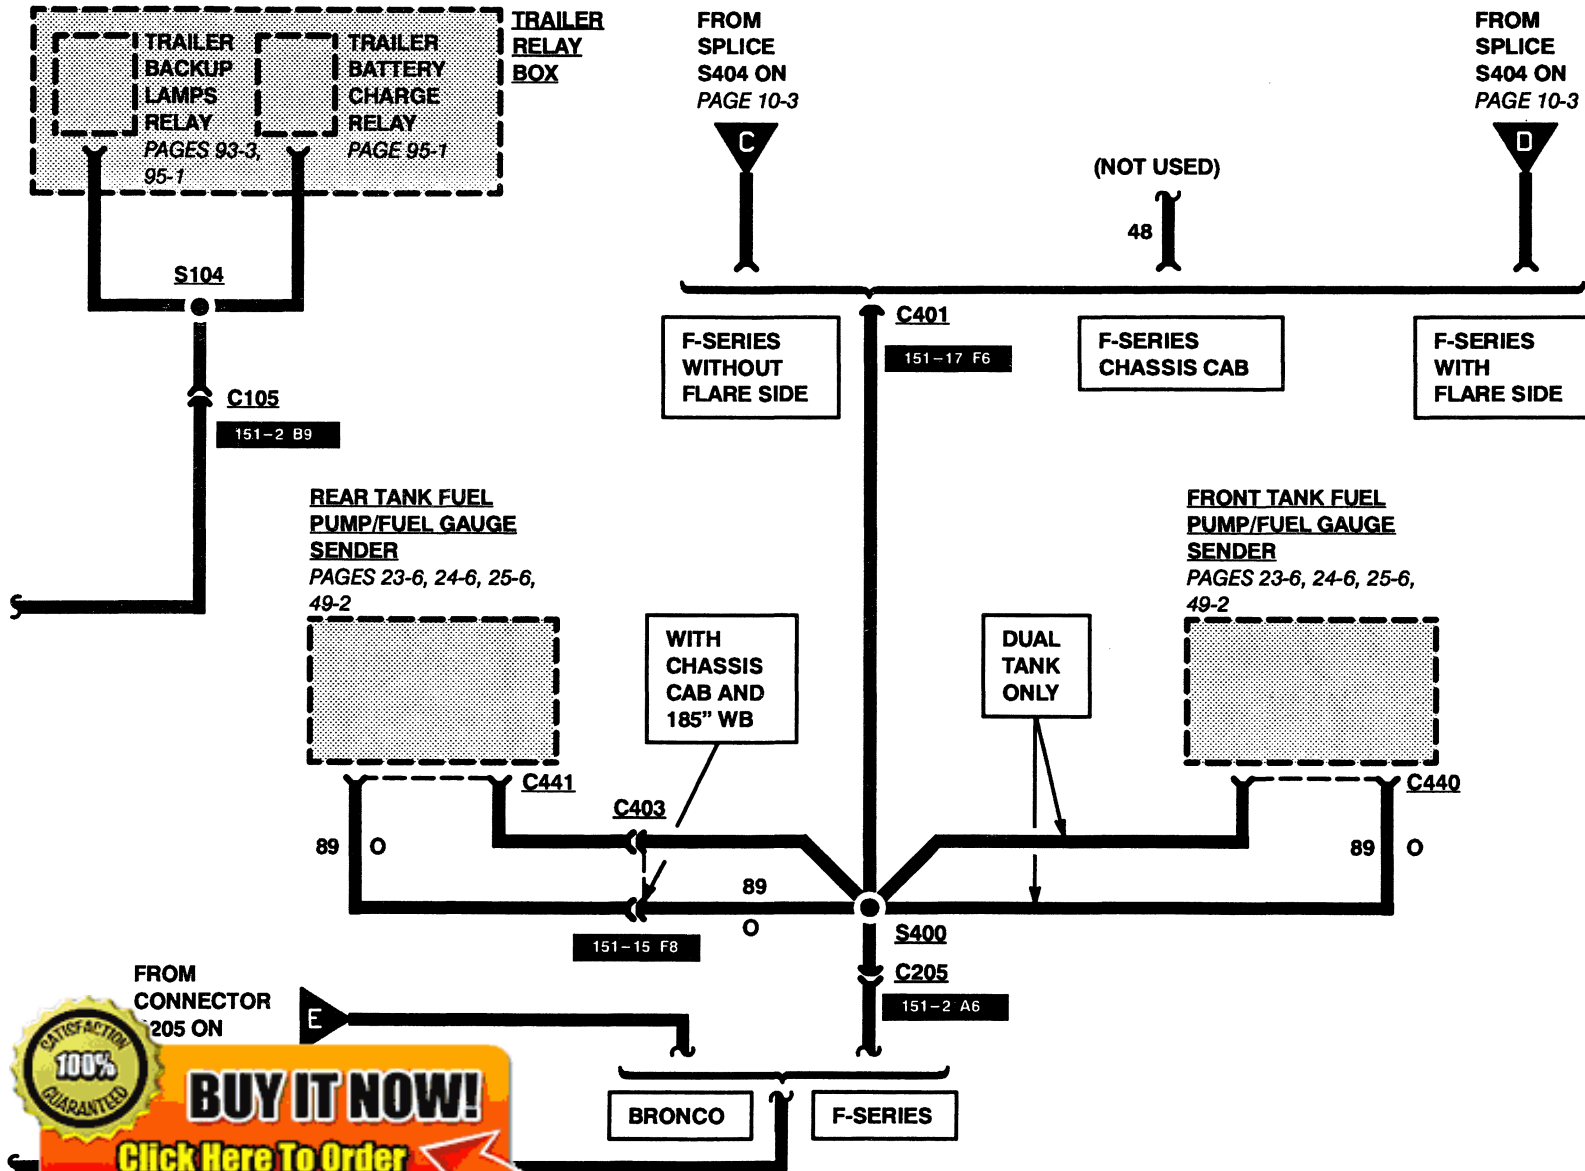 TRAILER
RELAY
BOX
TRAILER
BACKUP
LAMPS
RELAY
PAGES 93-3,
95-1
TRAILER
BATTERY
CHARGE
RELAY
PAGE 95-1
FROM
SPLICE
S404 ON
PAGE 10-3
C
(NOT USED)
48
FROM
SPLICE
S404 ON
PAGE 10-3
D
S104
C105
151-2 B9
C401
151-17 F6
F-SERIES
WITHOUT
FLARE SIDE
F-SERIES
CHASSIS CAB
F-SERIES
WITH
FLARE SIDE
REAR TANK FUEL
PUMP/FUEL GAUGE
SENDER
PAGES 23-6, 24-6, 25-6,
49-2
FRONT TANK FUEL
PUMP/FUEL GAUGE
SENDER
PAGES 23-6, 24-6, 25-6,
49-2
WITH
CHASSIS
CAB AND
185" WB
DUAL
TANK
ONLY
C441
C403
C440
89 O
89
O
89 O
151-15 F8
S400
C205
151-2 A6
FROM
CONNECTOR
205 ON
E
BRONCO
F-SERIES
SATISFACTION
100%
GUARANTEED
BUY IT NOW!
Click Here To Order